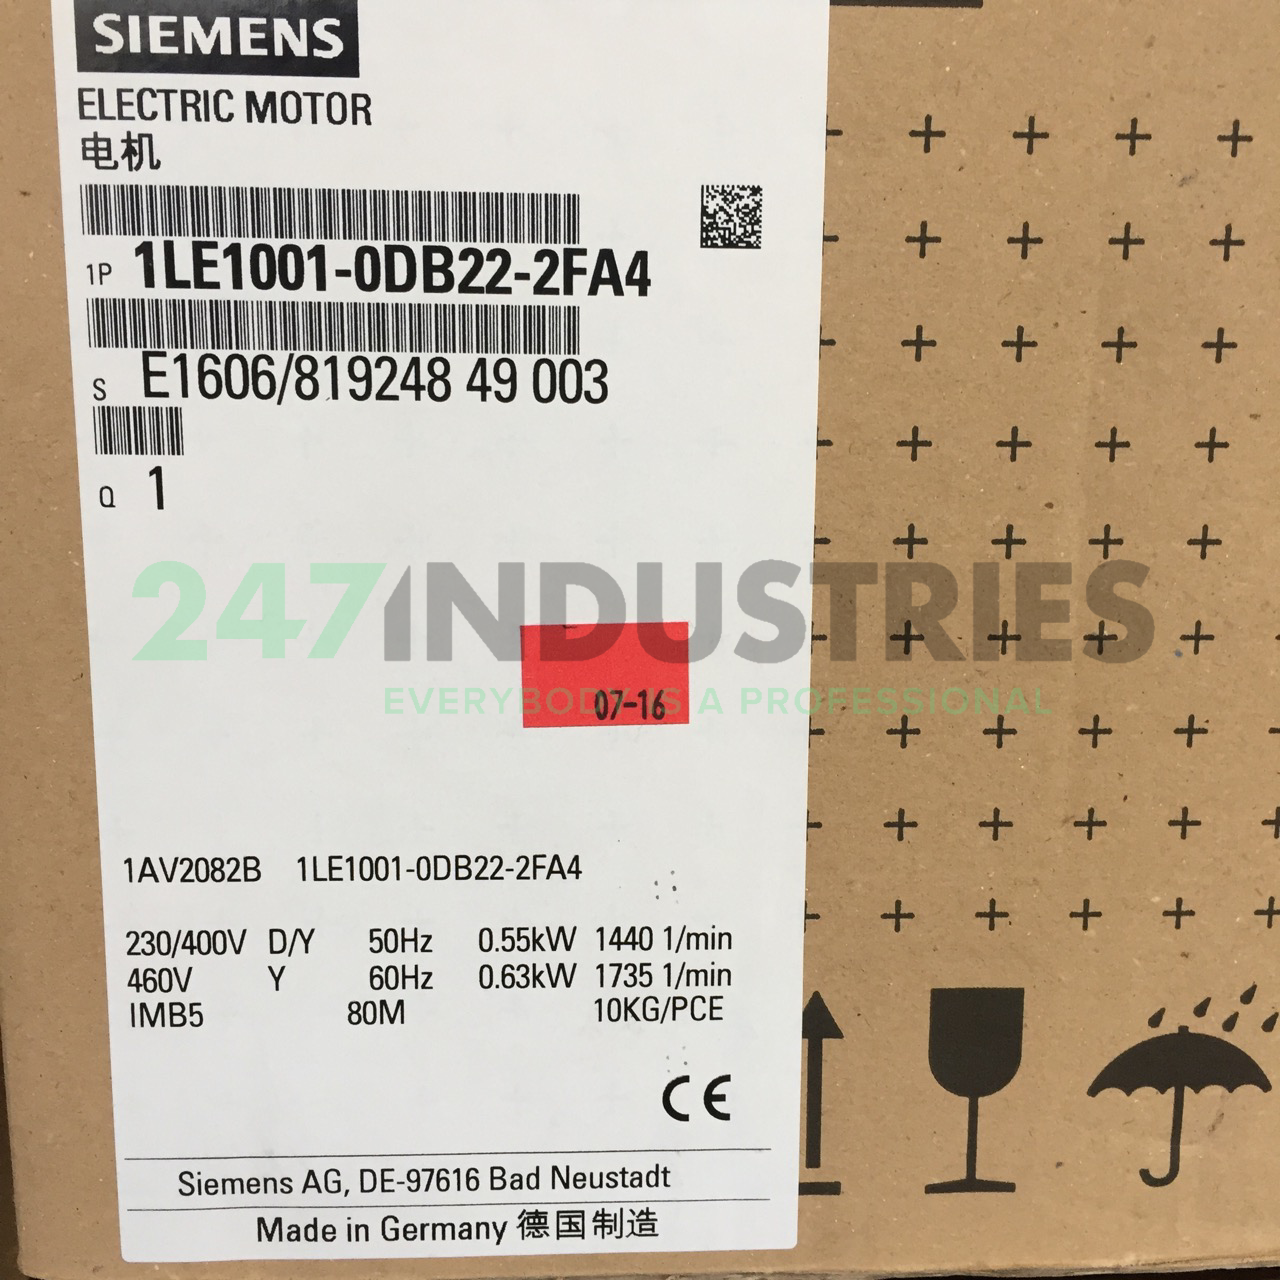 SIEMENS
ELECTRIC MOTOR
电机
1P 1LE1001-0DB22-2FA4
S E1606/819248 49 003
Q 1
247INDUSTRIES
EVERYBODY IS A PROFESSIONAL
07-16
1AV2082B 1LE1001-0DB22-2FA4
230/400V D/Y 50Hz 0.55kW 1440 1/min
460V Y 60Hz 0.63kW 1735 1/min
IMB5 80M 10KG/PCE
CE
Siemens AG, DE-97616 Bad Neustadt
Made in Germany 德国制造